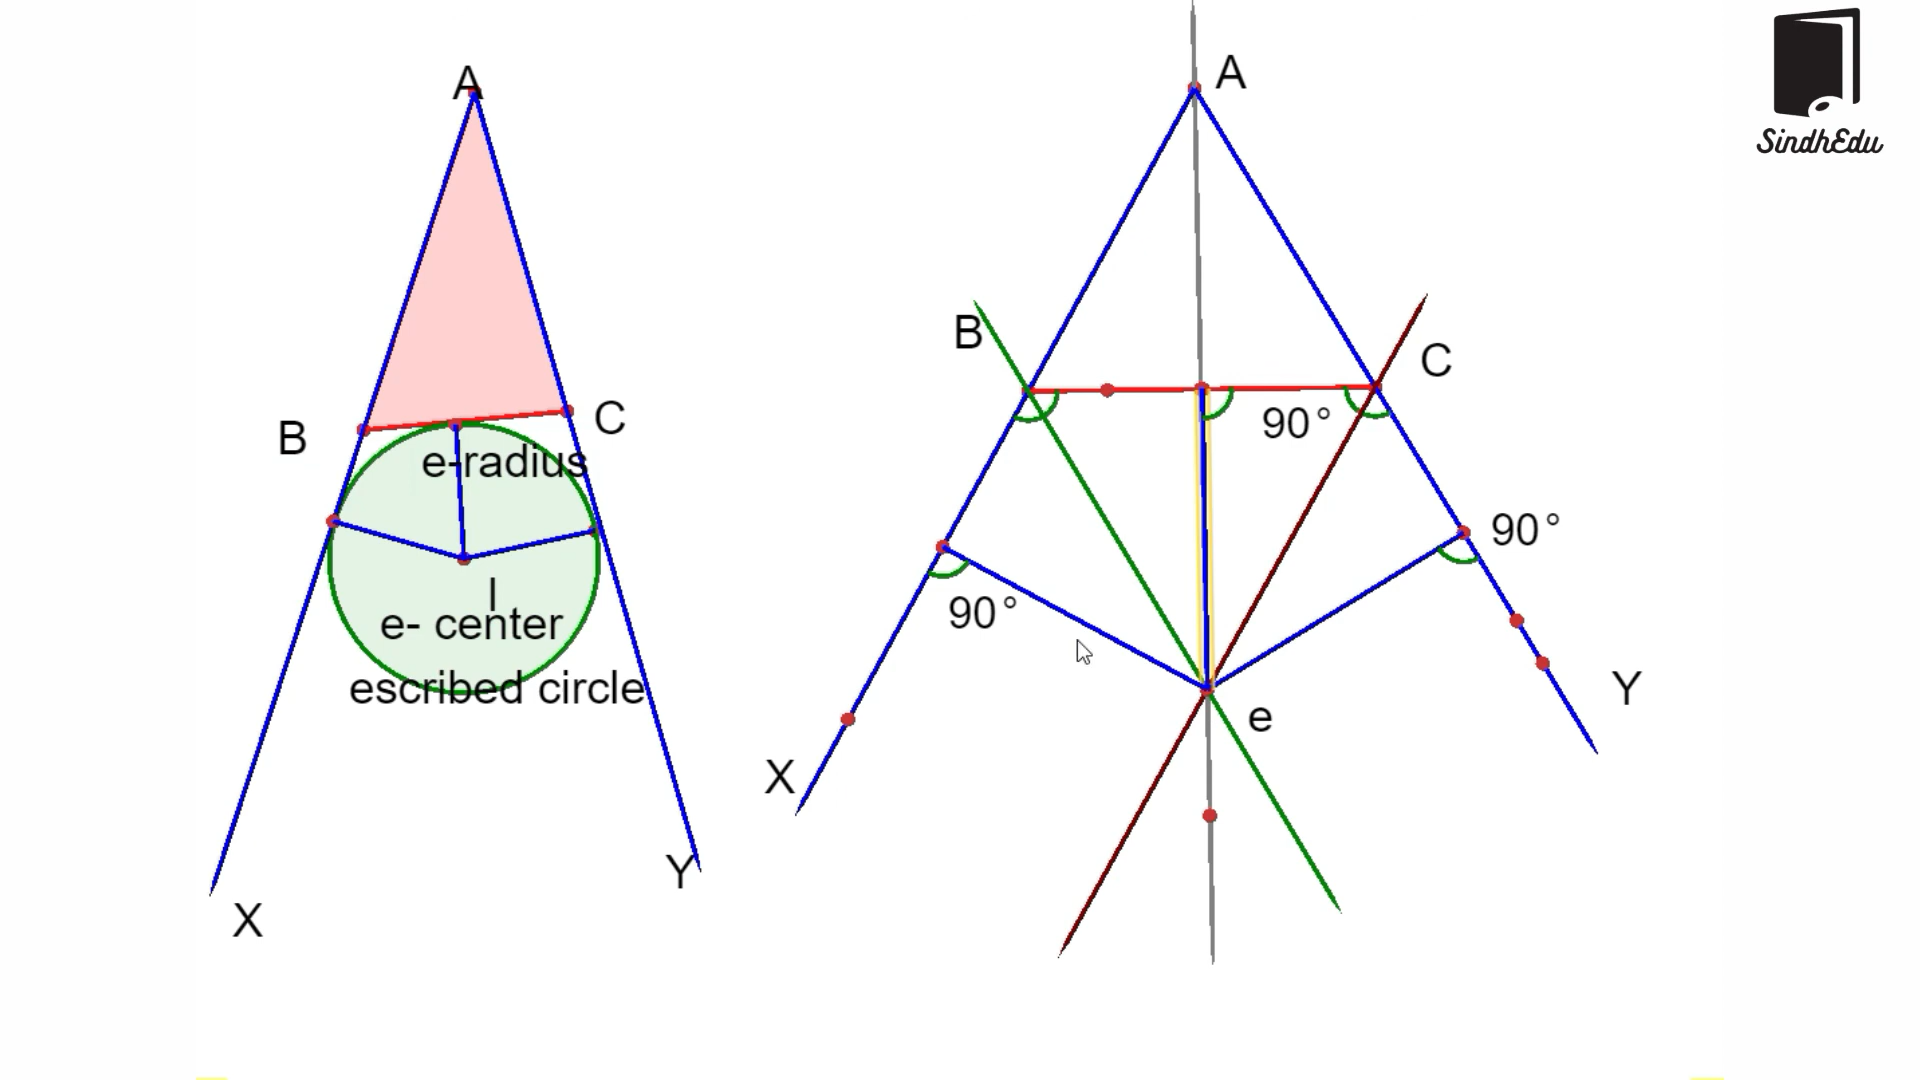 A
B
C
e-radius
I
e- center
escribed circle
X
Y
A
B
C
90°
90°
90°
e
X
Y
SindhEdu